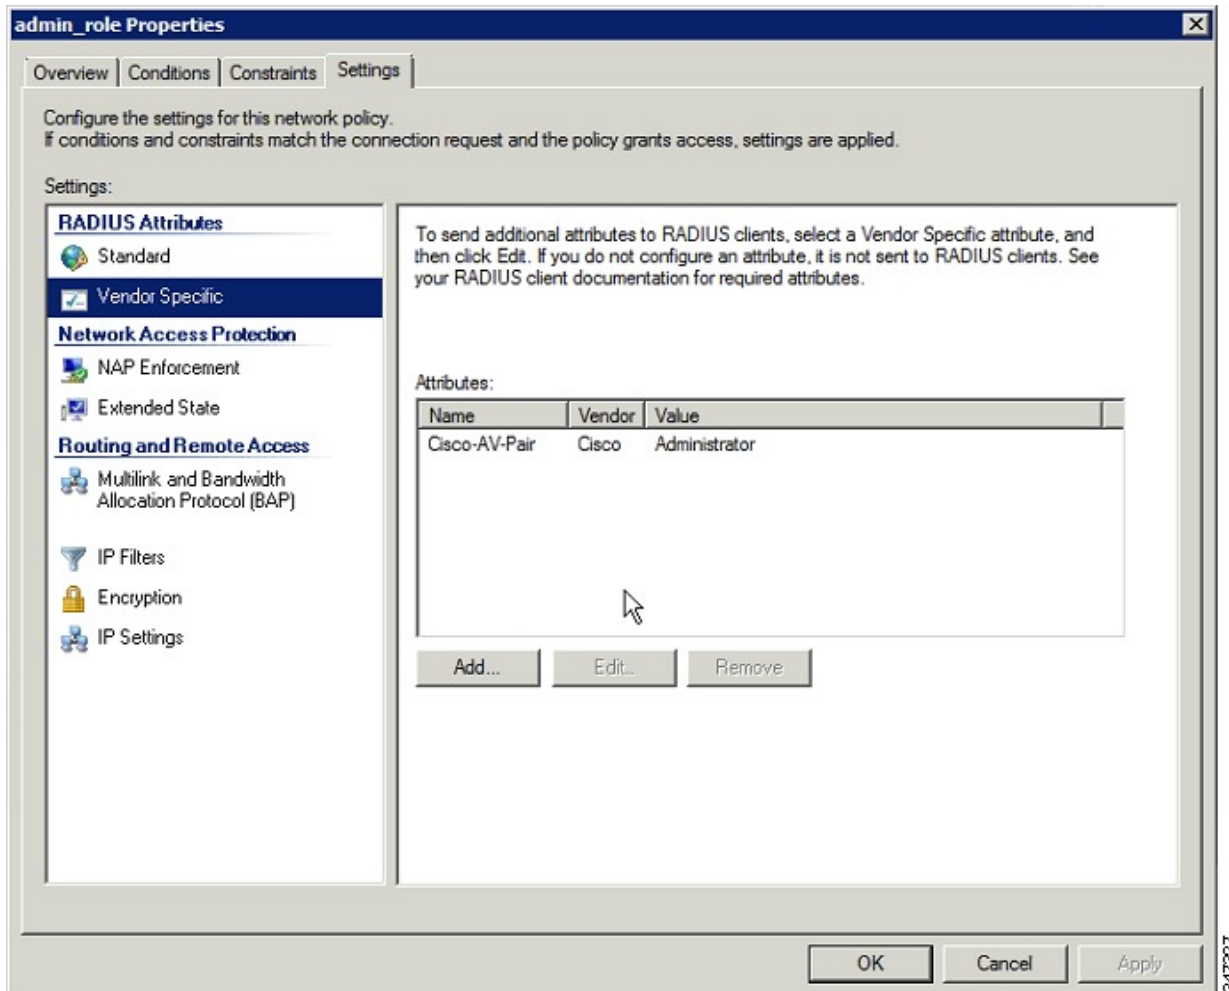 admin_role Properties
Overview
Conditions
Constraints
Settings
Configure the settings for this network policy.
If conditions and constraints match the connection request and the policy grants access, settings are applied.
Settings:
RADIUS Attributes
Standard
Vendor Specific
Network Access Protection
NAP Enforcement
Extended State
Routing and Remote Access
Multilink and Bandwidth
Allocation Protocol (BAP)
IP Filters
Encryption
IP Settings
To send additional attributes to RADIUS clients, select a Vendor Specific attribute, and
then click Edit. If you do not configure an attribute, it is not sent to RADIUS clients. See
your RADIUS client documentation for required attributes.
Attributes:
Name Vendor Value
Cisco-AV-Pair Cisco Administrator
Add...
Edit...
Remove
OK
Cancel
Apply